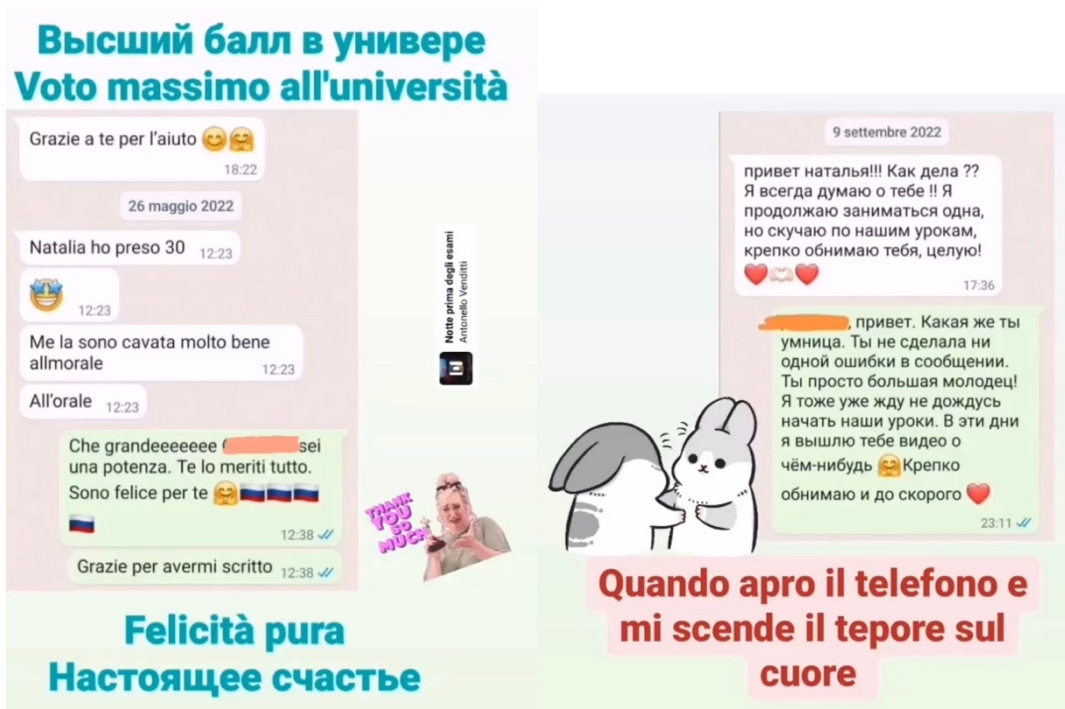 Высший балл в универе
Voto massimo all'università
Grazie a te per l'aiuto 😊🤗
18:22
26 maggio 2022
Natalia ho preso 30 12:23
🤩 12:23
Me la sono cavata molto bene
allmorale 12:23
All'orale 12:23
Che grandeeeeeee sei
una potenza. Te lo meriti tutto.
Sono felice per te 🤗🇷🇺🇷🇺🇷🇺
🇷🇺
12:38
Grazie per avermi scritto 12:38
Notte prima degli esami
Antonello Venditti
THANK
YOU
SO
MUCH
Felicità pura
Настоящее счастье
9 settembre 2022
привет наталья!!! Как дела ??
Я всегда думаю о тебе !! Я
продолжаю заниматься одна,
но скучаю по нашим урокам,
крепко обнимаю тебя, целую!
❤️🫶🏻❤️
17:36
, привет. Какая же ты
умница. Ты не сделала ни
одной ошибки в сообщении.
Ты просто большая молодец!
Я тоже уже жду не дождусь
начать наши уроки. В эти дни
я вышлю тебе видео о
чём-нибудь 🤗 Крепко
обнимаю и до скорого ❤️
23:11
Quando apro il telefono e
mi scende il tepore sul
cuore